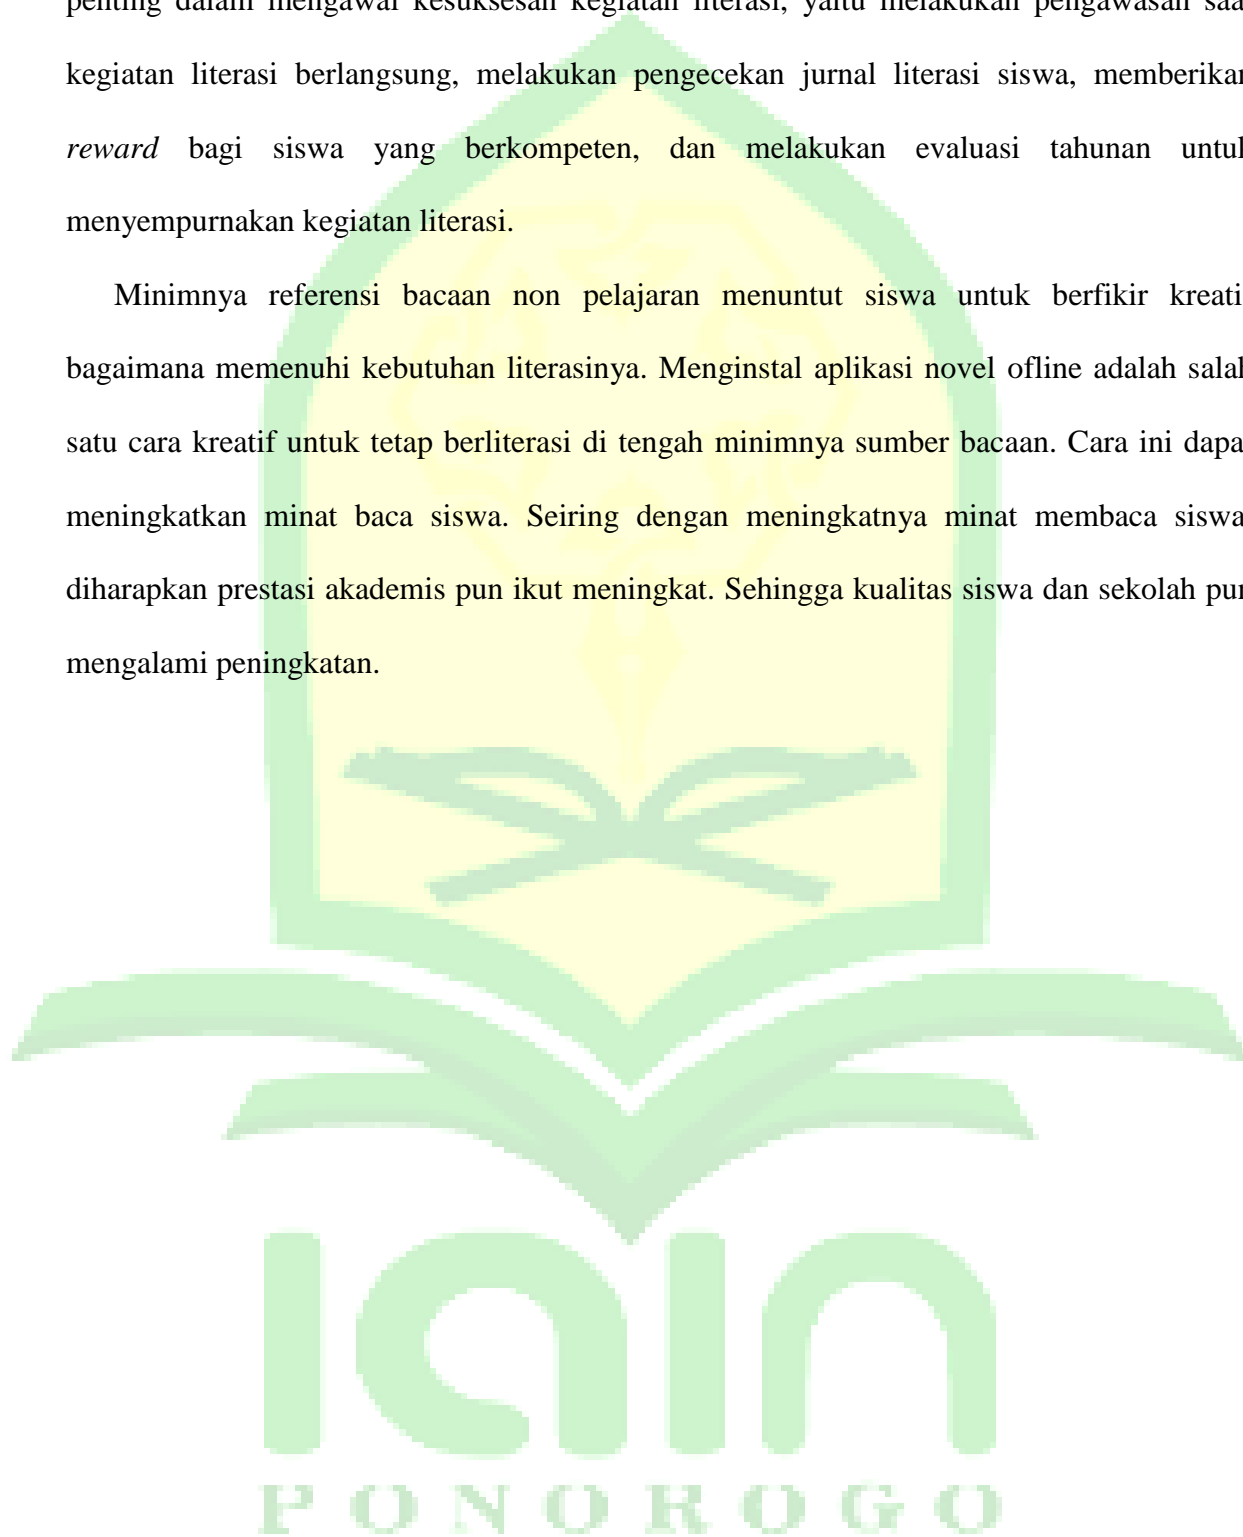 penting dalam mengawal kesuksesan kegiatan literasi, yaitu melakukan pengawasan saa
kegiatan literasi berlangsung, melakukan pengecekan jurnal literasi siswa, memberikan
reward bagi siswa yang berkompeten, dan melakukan evaluasi tahunan untuk
menyempurnakan kegiatan literasi.
Minimnya referensi bacaan non pelajaran menuntut siswa untuk berfikir kreati
bagaimana memenuhi kebutuhan literasinya. Menginstal aplikasi novel ofline adalah salah
satu cara kreatif untuk tetap berliterasi di tengah minimnya sumber bacaan. Cara ini dapa
meningkatkan minat baca siswa. Seiring dengan meningkatnya minat membaca siswa
diharapkan prestasi akademis pun ikut meningkat. Sehingga kualitas siswa dan sekolah pun
mengalami peningkatan.
iain
PONOROGO